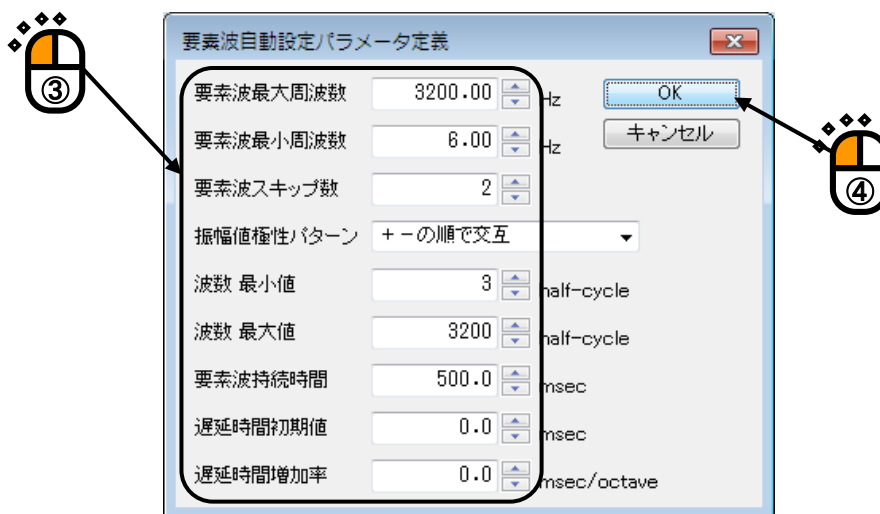 要素波自動設定パラメータ定義
③
要素波最大周波数 3200.00 Hz OK
要素波最小周波数 6.00 Hz キャンセル
④
要素波スキップ数 2
振幅値極性パターン +-の順で交互
波数 最小値 3 half-cycle
波数 最大値 3200 half-cycle
要素波持続時間 500.0 msec
遅延時間初期値 0.0 msec
遅延時間増加率 0.0 msec/octave